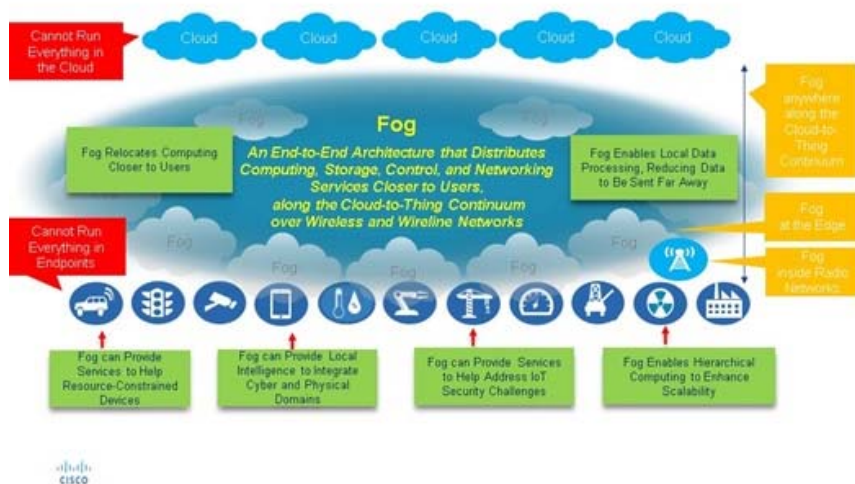 Cannot Run
Everything in
the Cloud
Cloud
Cloud
Cloud
Cloud
Cloud
Fog
anywhere
along the
Cloud-to-
Thing
Continuum
Fog
Fog
Fog
An End-to-End Architecture that Distributes
Computing, Storage, Control, and Networking
Services Closer to Users,
along the Cloud-to-Thing Continuum
over Wireless and Wireline Networks
Fog Relocates Computing
Closer to Users
Fog Enables Local Data
Processing, Reducing Data
to Be Sent Far Away
Cannot Run
Everything in
Endpoints
Fog
Fog
Fog
Fog
Fog
Fog
at the Edge
Fog
inside Radio
Networks
Fog can Provide
Services to Help
Resource-Constrained
Devices
Fog can Provide Local
Intelligence to Integrate
Cyber and Physical
Domains
Fog can Provide Services
to Help Address IoT
Security Challenges
Fog Enables Hierarchical
Computing to Enhance
Scalability
CISCO